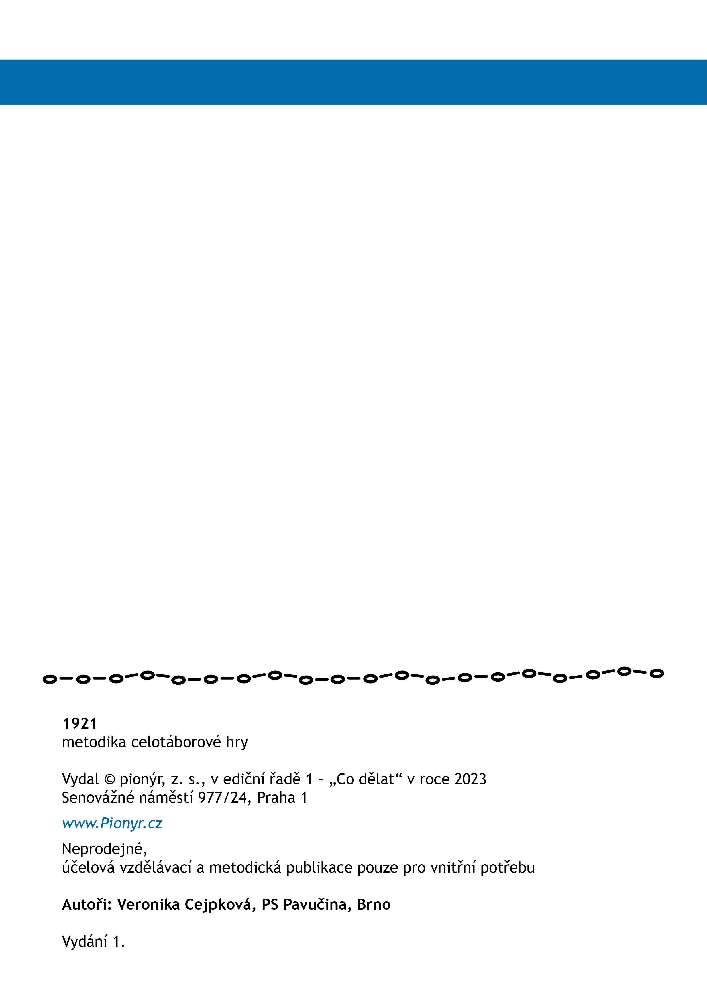 1921
metodika celotáborové hry
Vydal © pionýr, z. s., v ediční řadě 1 – „Co dělat“ v roce 2023
Senovážné náměstí 977/24, Praha 1
www.Pionyr.cz
Neprodejné,
účelová vzdělávací a metodická publikace pouze pro vnitřní potřebu
Autoři: Veronika Cejpková, PS Pavučina, Brno
Vydání 1.